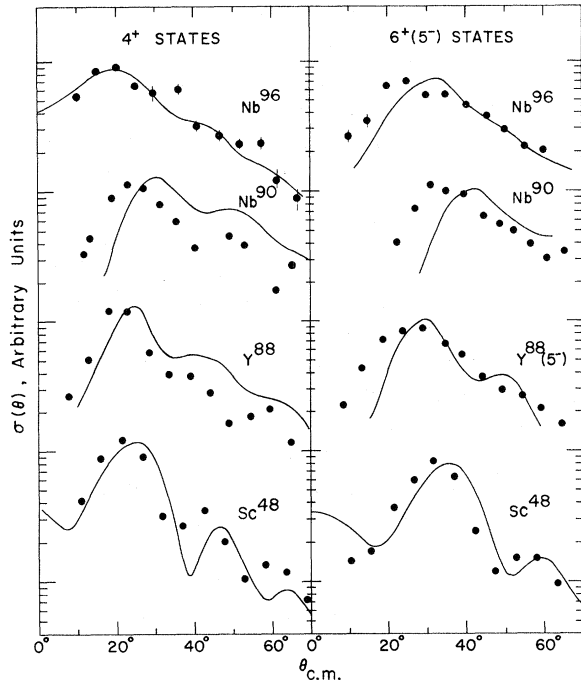 4⁺ STATES
6⁺(5⁻) STATES
Nb⁹⁶
Nb⁹⁶
Nb⁹⁰
Nb⁹⁰
Y⁸⁸
Y⁸⁸(5⁻)
Sc⁴⁸
Sc⁴⁸
σ(θ), Arbitrary Units
0° 20° 40° 60° 0° 20° 40° 60°
θc.m.